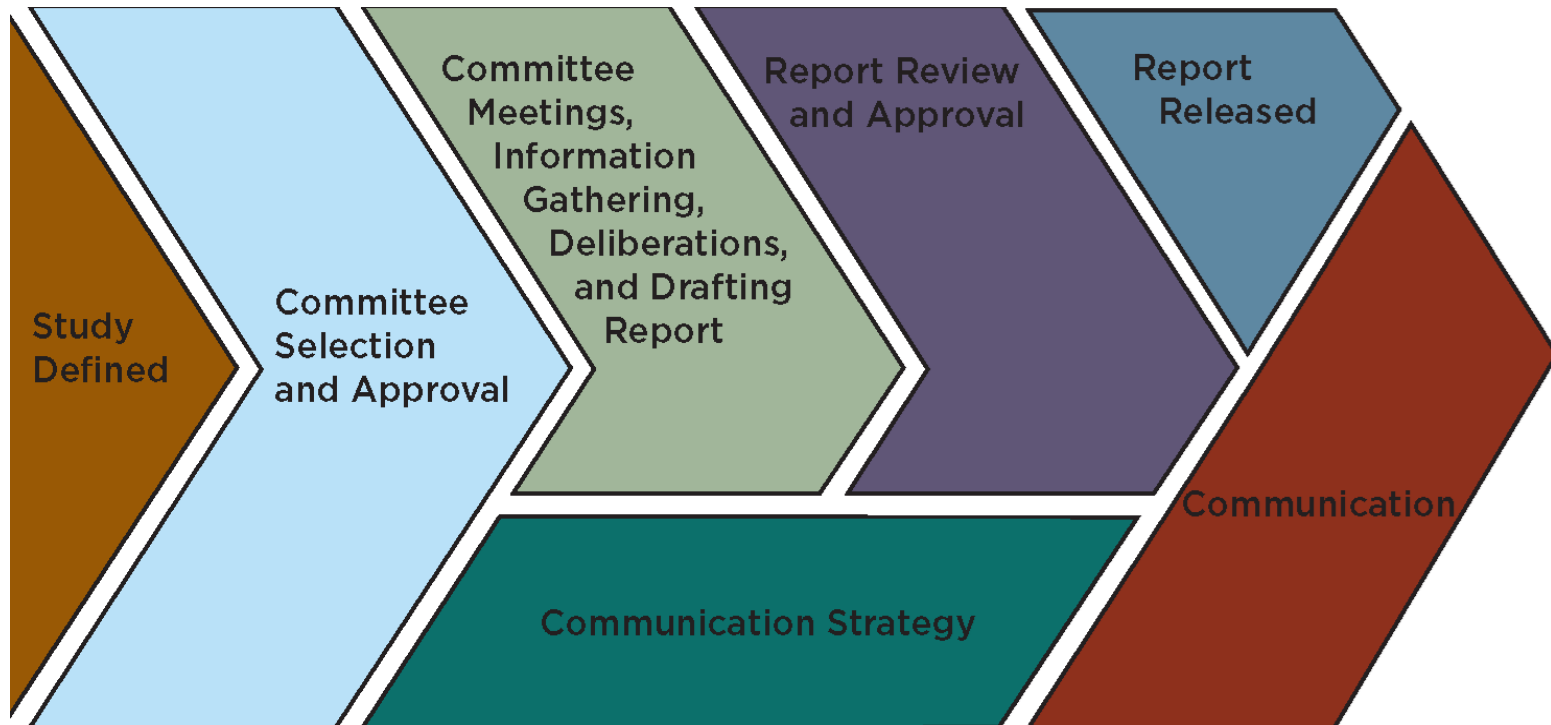 Study
Defined
Committee
Selection
and Approval
Committee
Meetings,
Information
Gathering,
Deliberations,
and Drafting
Report
Report Review
and Approval
Report
Released
Communication Strategy
Communication